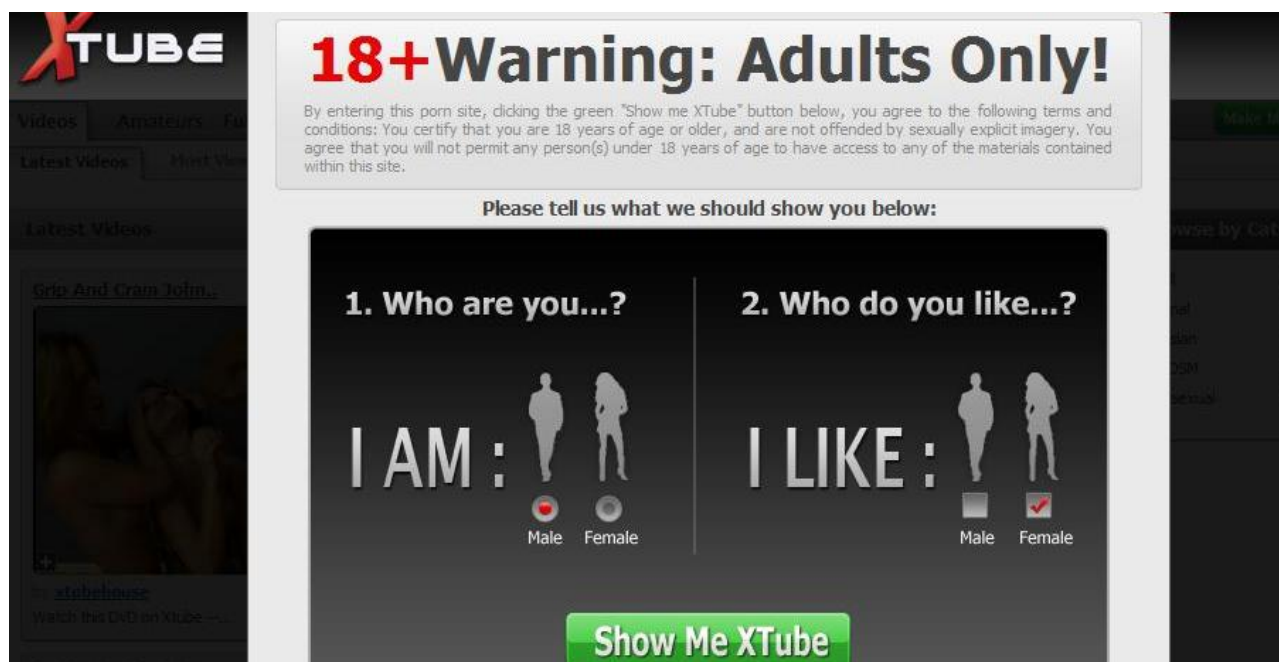 XTUBE
18+Warning: Adults Only!
By entering this porn site, clicking the green "Show me XTube" button below, you agree to the following terms and
conditions: You certify that you are 18 years of age or older, and are not offended by sexually explicit imagery. You
agree that you will not permit any person(s) under 18 years of age to have access to any of the materials contained
within this site.
Videos Amateurs
Latest Videos
Latest Videos
Grip And Cram John..
xtubehouse
Watch this DVD on Xtube
Please tell us what we should show you below:
1. Who are you...?
2. Who do you like...?
I AM :
Male Female
I LIKE :
Male Female
Show Me XTube